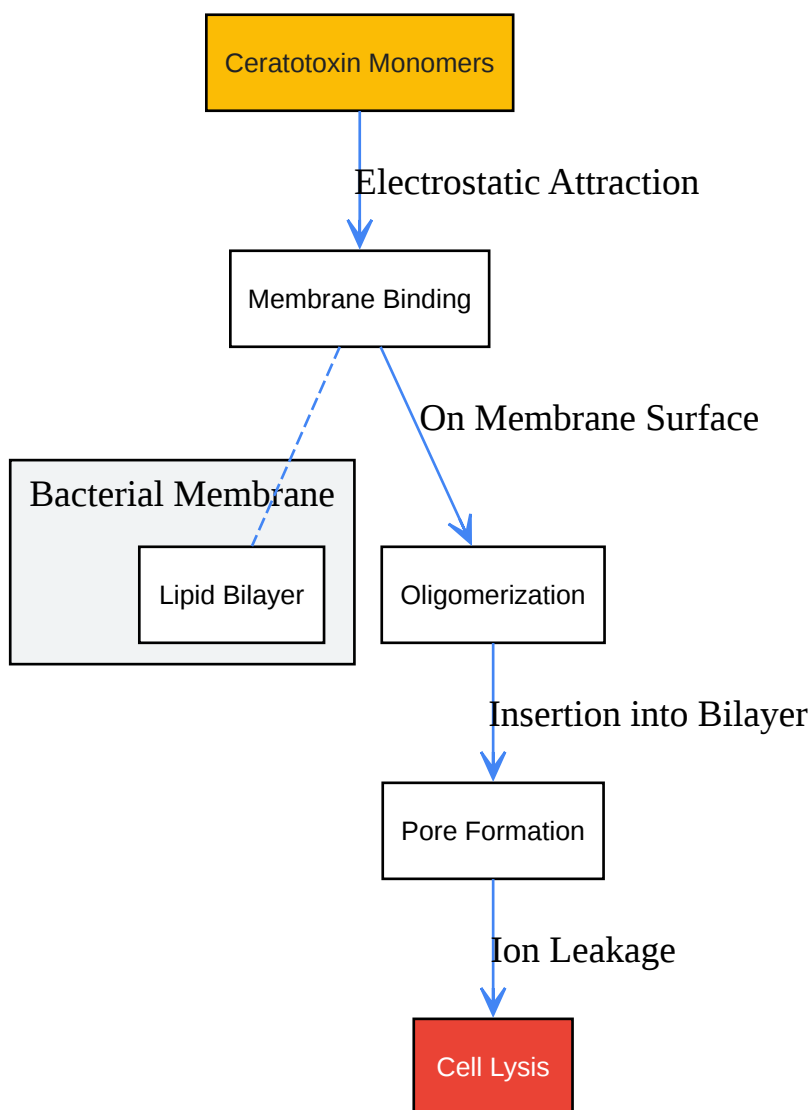 Ceratotoxin Monomers
Electrostatic Attraction
Membrane Binding
On Membrane Surface
Bacterial Membrane
Lipid Bilayer
Oligomerization
Insertion into Bilayer
Pore Formation
Ion Leakage
Cell Lysis